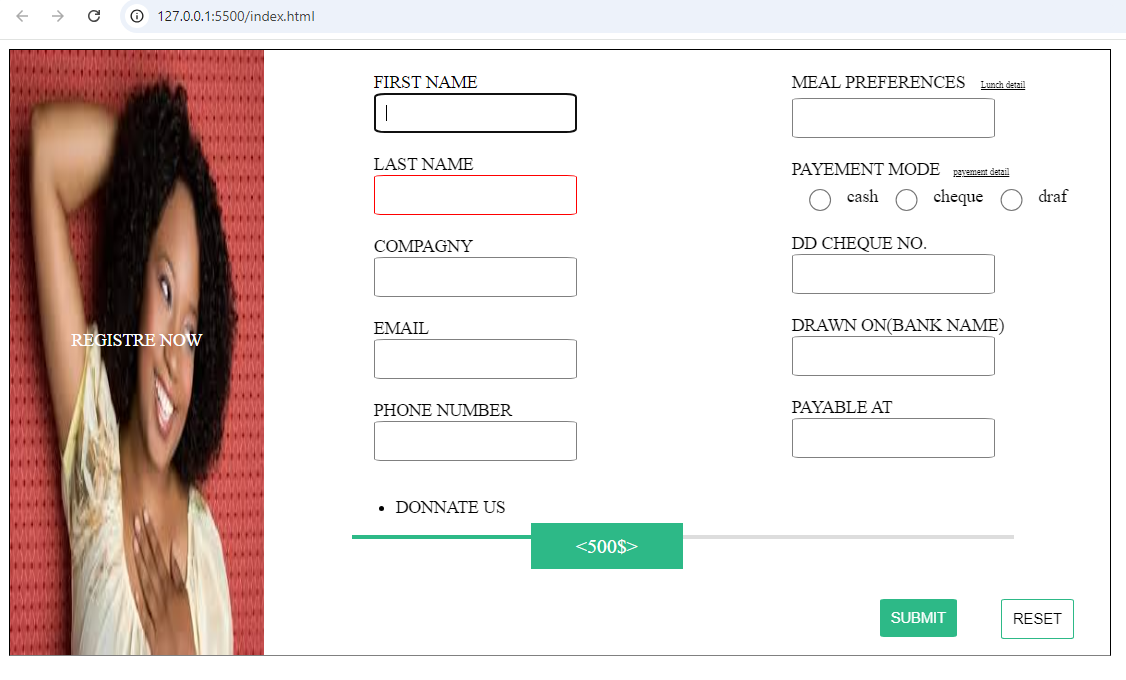 127.0.0.1:5500/index.html
REGISTRE NOW
FIRST NAME
LAST NAME
COMPAGNY
EMAIL
PHONE NUMBER
MEAL PREFERENCES Lunch detail
PAYEMENT MODE payement detail
cash cheque draf
DD CHEQUE NO.
DRAWN ON(BANK NAME)
PAYABLE AT
DONNATE US
<500$>
SUBMIT RESET